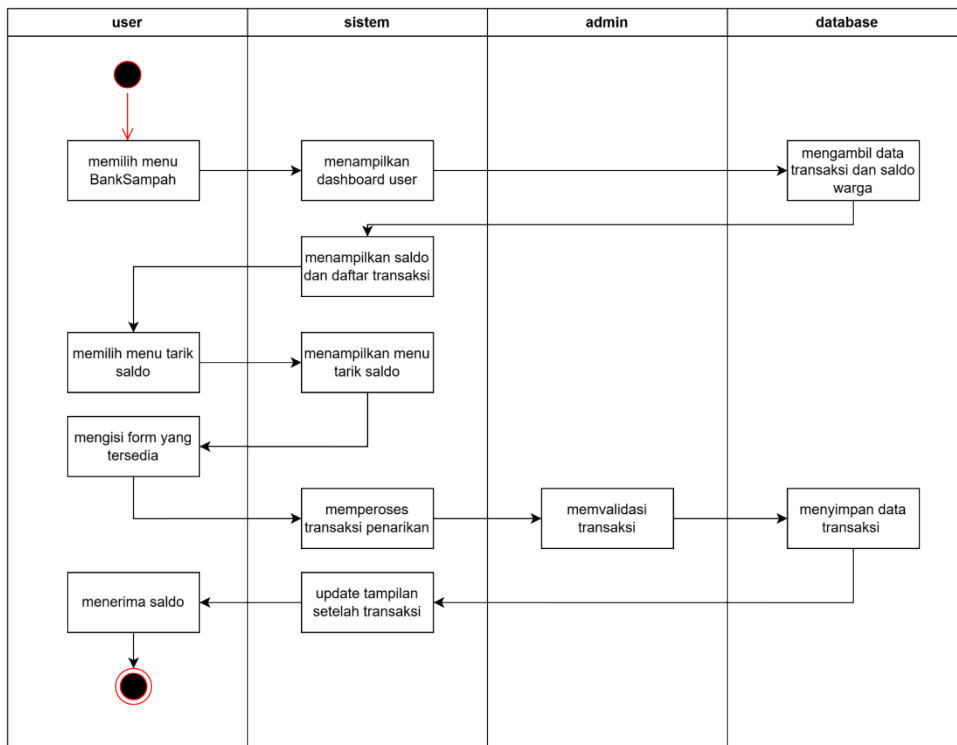 user
sistem
admin
database
memilih menu
BankSampah
menampilkan
dashboard user
mengambil data
transaksi dan saldo
warga
menampilkan saldo
dan daftar transaksi
memilih menu tarik
saldo
menampilkan menu
tarik saldo
mengisi form yang
tersedia
memperoses
transaksi penarikan
memvalidasi
transaksi
menyimpan data
transaksi
menerima saldo
update tampilan
setelah transaksi